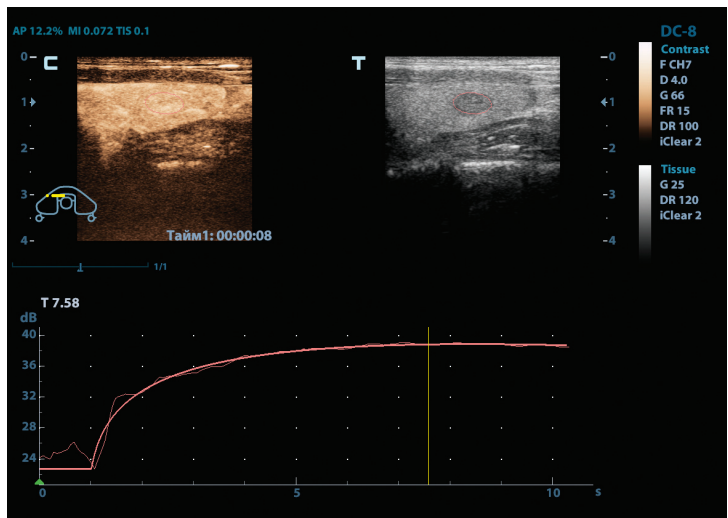 AP 12.2% MI 0.072 TIS 0.1
DC-8
C
T
Contrast
F CH7
D 4.0
G 66
FR 15
DR 100
iClear 2
Tissue
G 25
DR 120
iClear 2
0
1
2
3
4
0
1
2
3
4
Тайм1: 00:00:08
1/1
T 7.58
dB
40
36
32
28
24
0
5
10
s